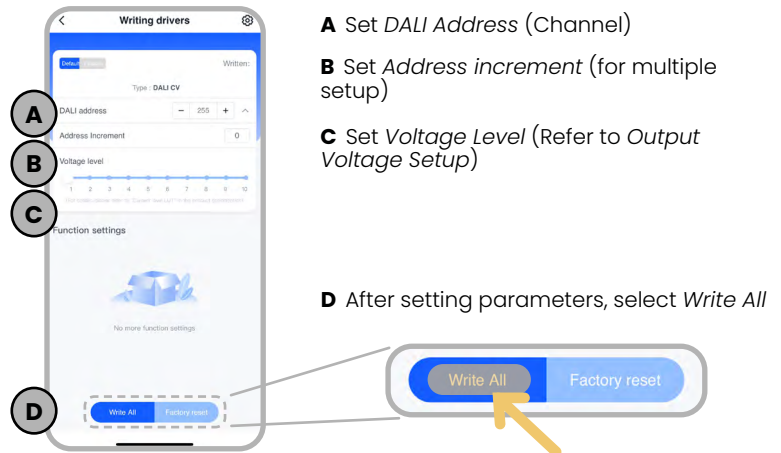 Writing drivers
Default
Written:
Type : DALI CV
DALI address
- 255 +
Address Increment
0
Voltage level
1 2 3 4 5 6 7 8 9 10
Function settings
No more function settings
Write All
Factory reset
A
B
C
D
A Set DALI Address (Channel)
B Set Address increment (for multiple
setup)
C Set Voltage Level (Refer to Output
Voltage Setup)
D After setting parameters, select Write All
Write All
Factory reset